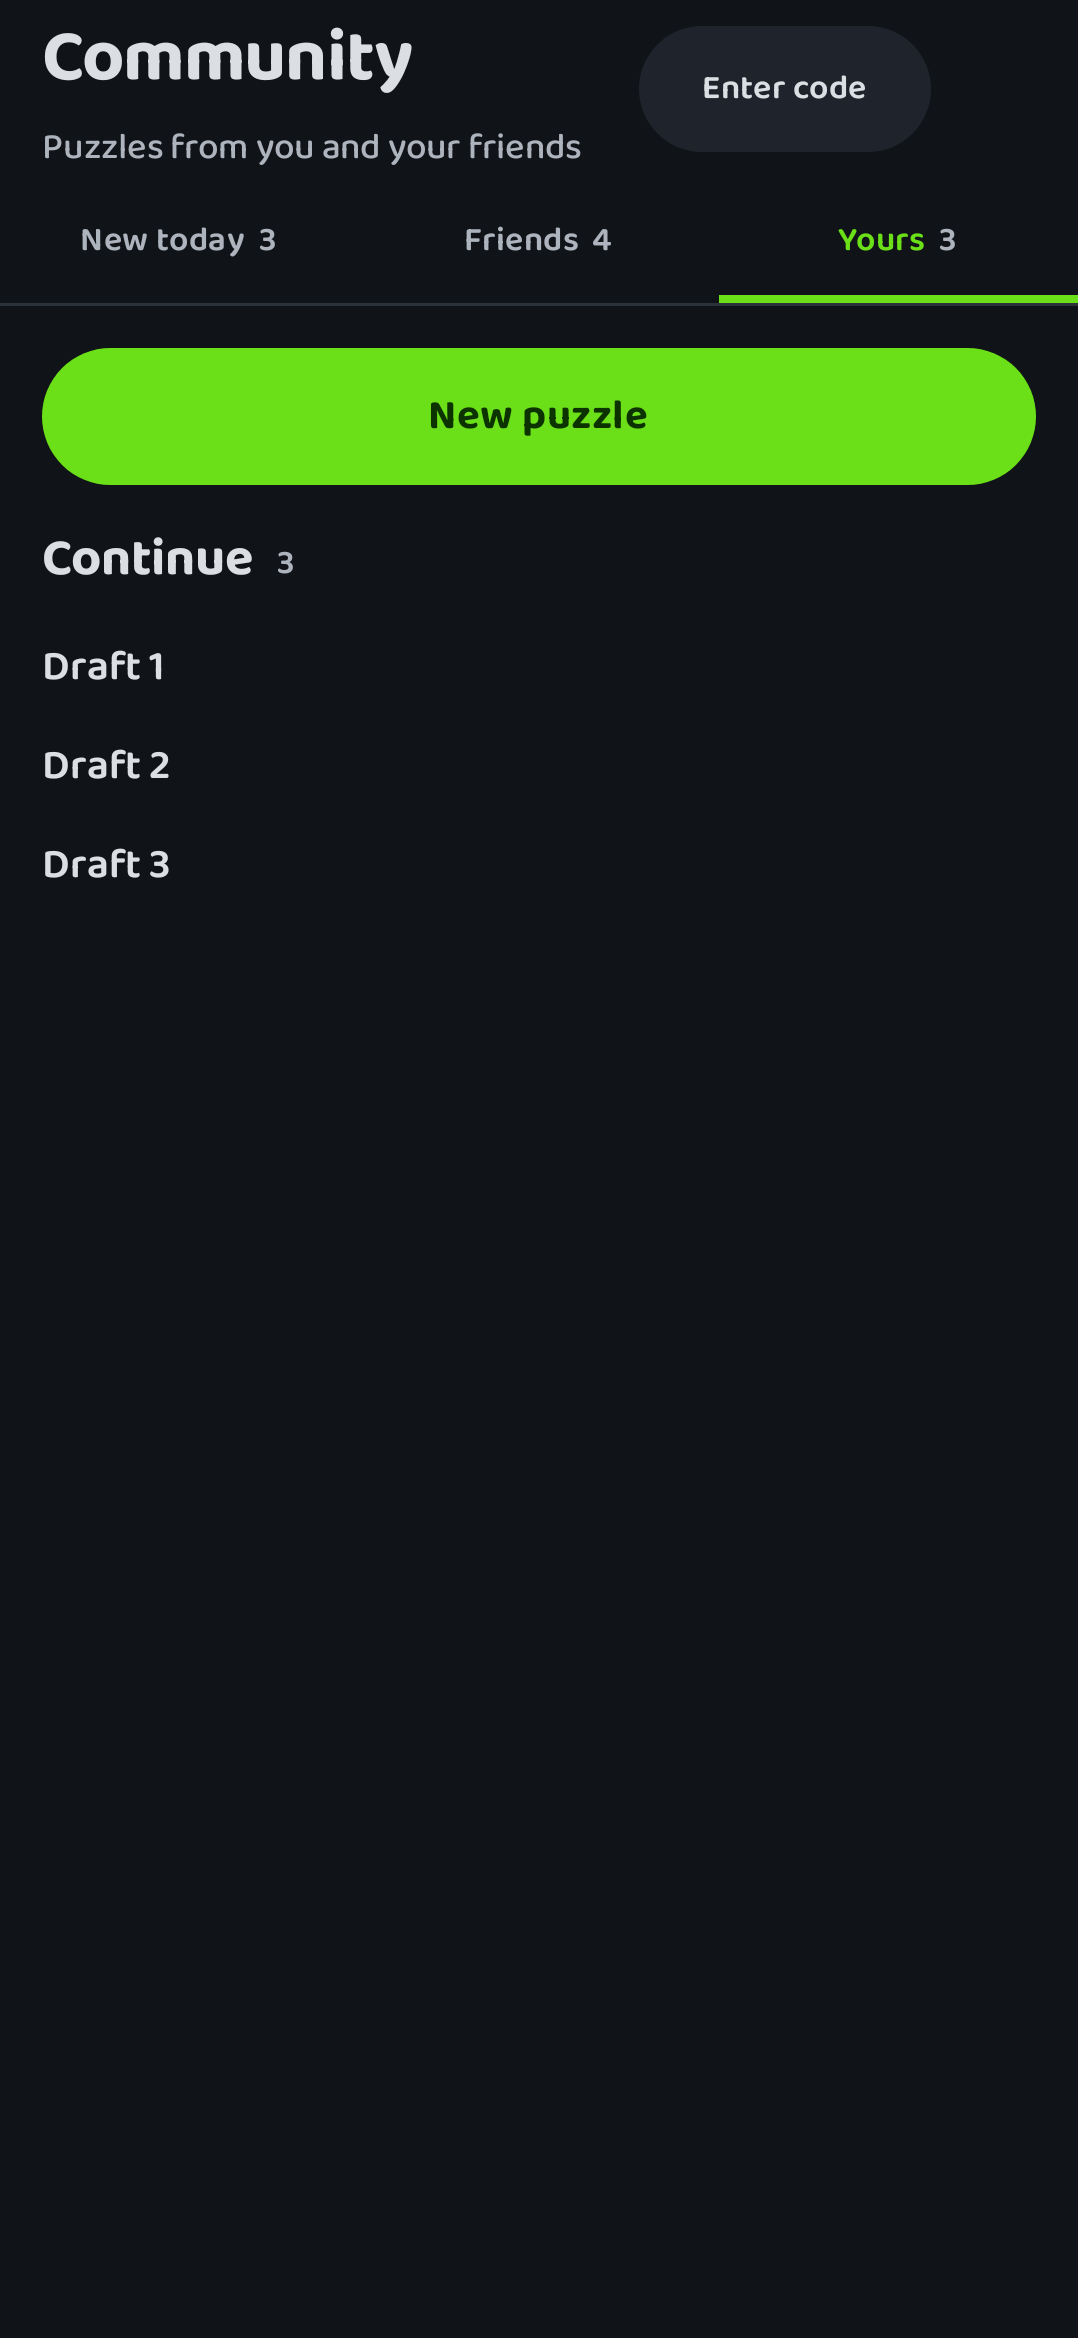 Community
Enter code
Puzzles from you and your friends
New today 3
Friends 4
Yours 3
New puzzle
Continue 3
Draft 1
Draft 2
Draft 3